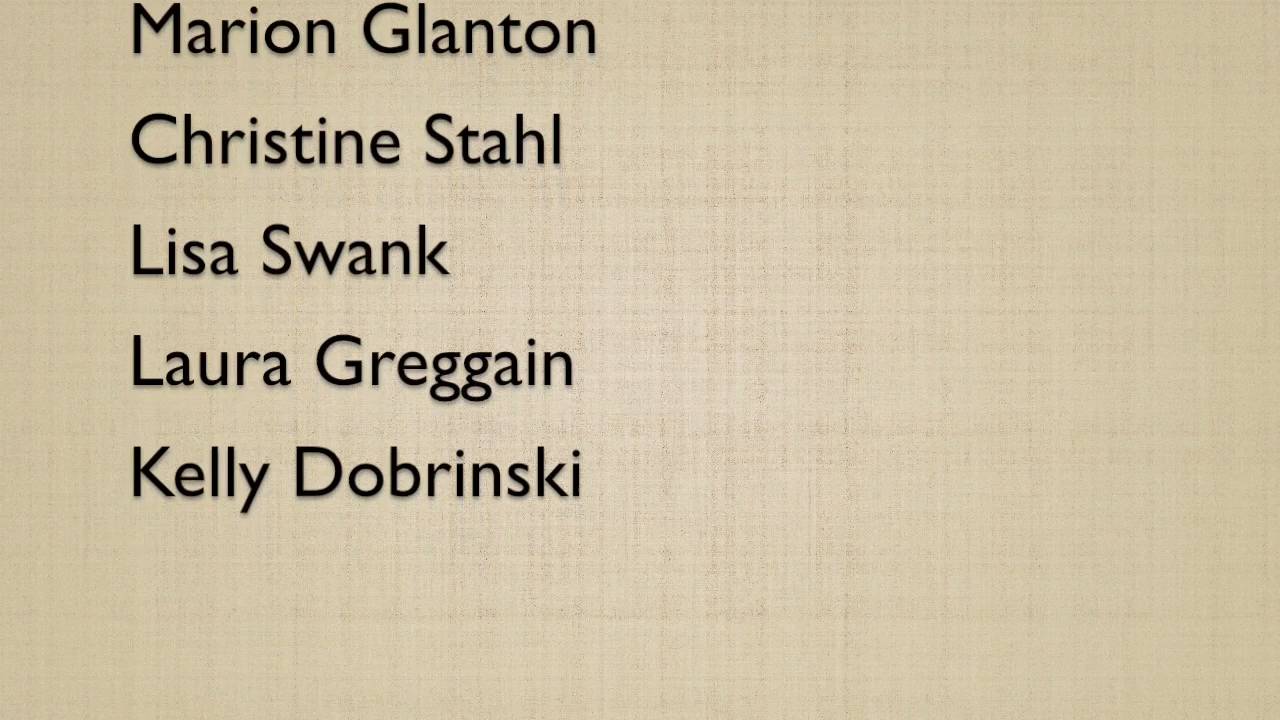 Marion Glanton
Christine Stahl
Lisa Swank
Laura Greggain
Kelly Dobrinski